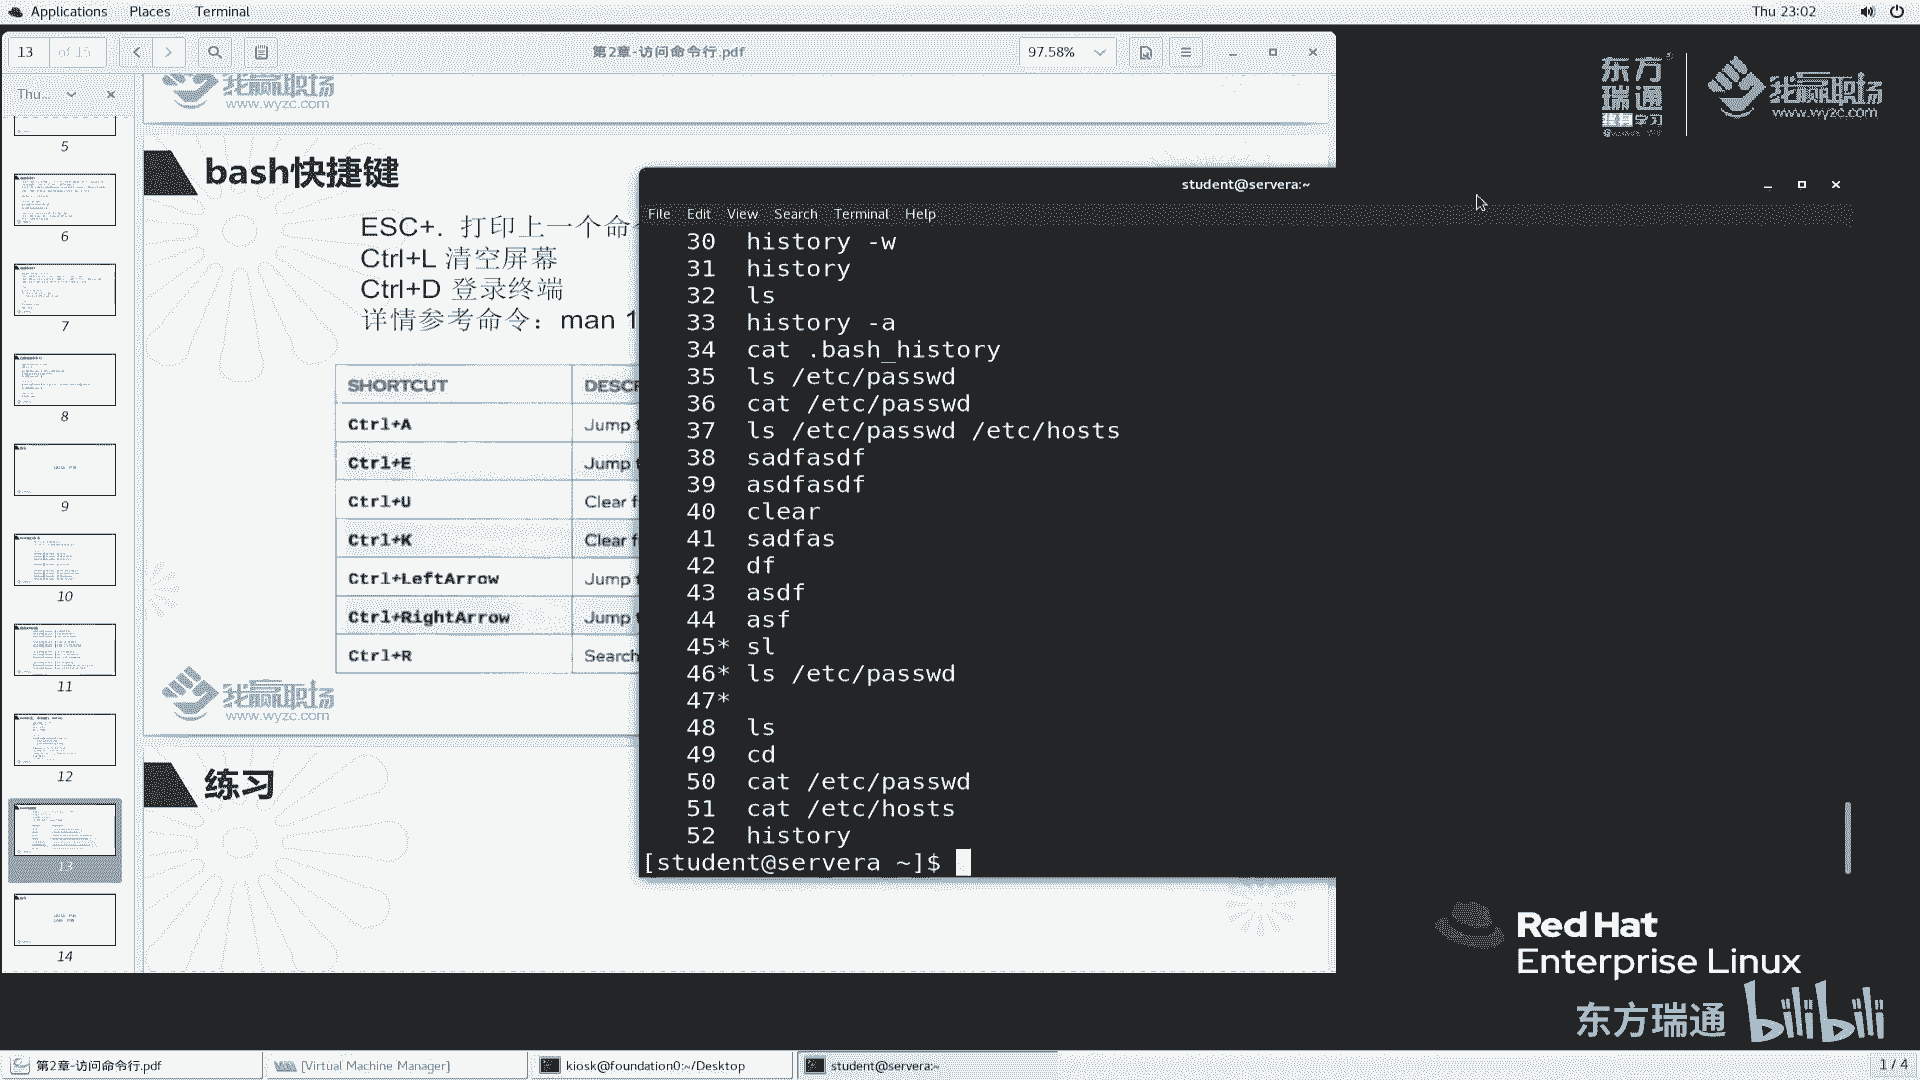 Applications Places Terminal
Thu 23:02
13 of 15
第2章-访问命令行.pdf
97.58%
Thu...
5
6
7
8
9
10
11
12
13
14
我赢职场
www.wyzc.com
bash快捷键
ESC+. 打印上一个命
Ctrl+L 清空屏幕
Ctrl+D 登录终端
详情参考命令：man 1
SHORTCUT
Ctrl+A Jump
Ctrl+E Jump
Ctrl+U Clear
Ctrl+K Clear
Ctrl+LeftArrow Jump
Ctrl+RightArrow Jump
Ctrl+R Search
我赢职场
www.wyzc.com
练习
student@servera:~
File Edit View Search Terminal Help
30 history -w
31 history
32 ls
33 history -a
34 cat .bash_history
35 ls /etc/passwd
36 cat /etc/passwd
37 ls /etc/passwd /etc/hosts
38 sadfasdf
39 asdfasdf
40 clear
41 sadfas
42 df
43 asdf
44 asf
45* sl
46* ls /etc/passwd
47*
48 ls
49 cd
50 cat /etc/passwd
51 cat /etc/hosts
52 history
[student@servera ~]$
东方
瑞通
终身学习
我赢职场
www.wyzc.com
Red Hat
Enterprise Linux
东方瑞通 bilibili
第2章-访问命令行.pdf
[Virtual Machine Manager]
kiosk@foundation0:~/Desktop
student@servera:~
1 / 4